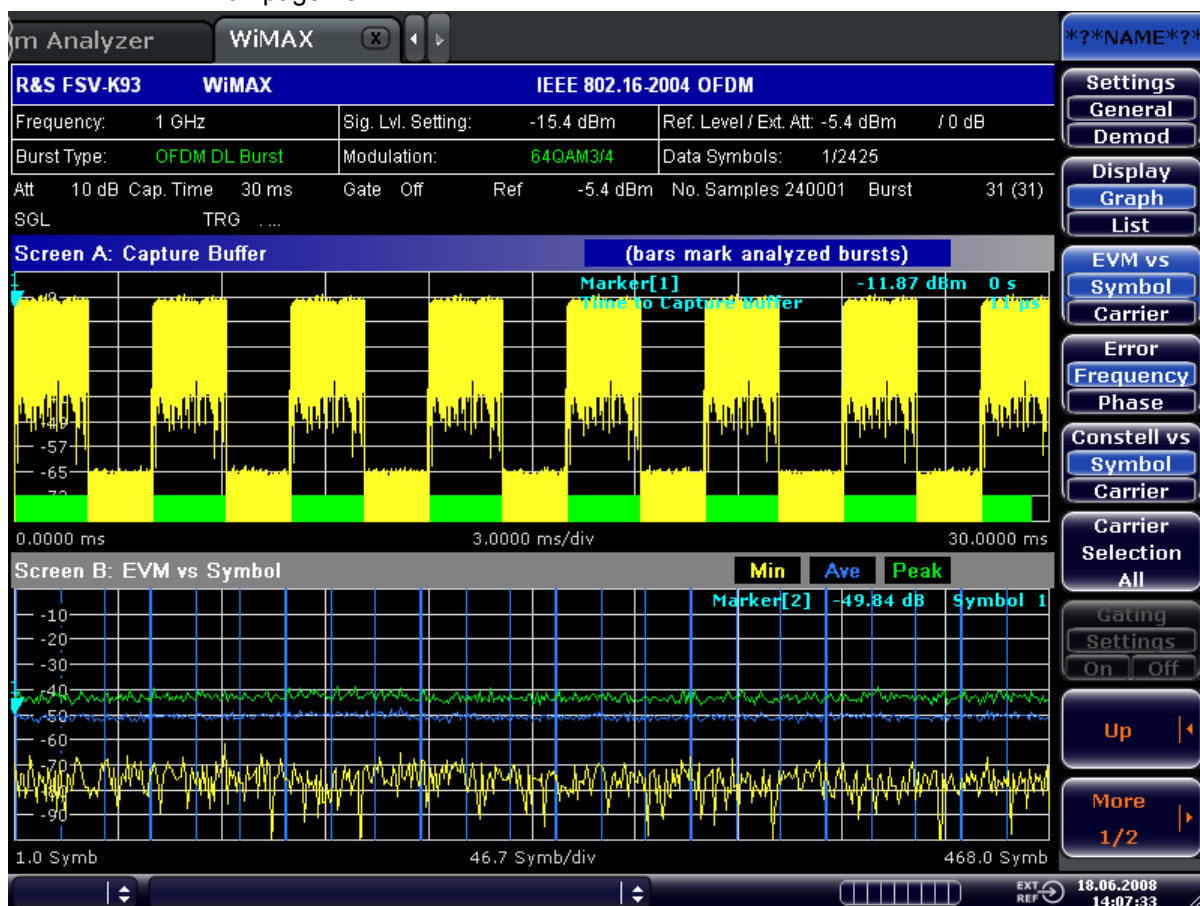 m Analyzer WiMAX X
*?*NAME*?*
R&S FSV-K93 WiMAX IEEE 802.16-2004 OFDM
Frequency: 1 GHz Sig. Lvl. Setting: -15.4 dBm Ref. Level / Ext. Att: -5.4 dBm / 0 dB
Burst Type: OFDM DL Burst Modulation: 64QAM3/4 Data Symbols: 1/2425
Att 10 dB Cap. Time 30 ms Gate Off Ref -5.4 dBm No. Samples 240001 Burst 31 (31)
SGL TRG . ...
Screen A: Capture Buffer (bars mark analyzed bursts)
Marker[1] -11.87 dBm 0 s
Time to Capture Buffer 11 µs
-49
-57
-65
-73
0.0000 ms 3.0000 ms/div 30.0000 ms
Screen B: EVM vs Symbol Min Ave Peak
Marker[2] -49.84 dB Symbol 1
-10
-20
-30
-40
-50
-60
-70
-90
1.0 Symb 46.7 Symb/div 468.0 Symb
Settings
General
Demod
Display
Graph
List
EVM vs
Symbol
Carrier
Error
Frequency
Phase
Constell vs
Symbol
Carrier
Carrier
Selection
All
Gating
Settings
On Off
Up
More
1/2
EXT
REF
18.06.2008
14:07:33